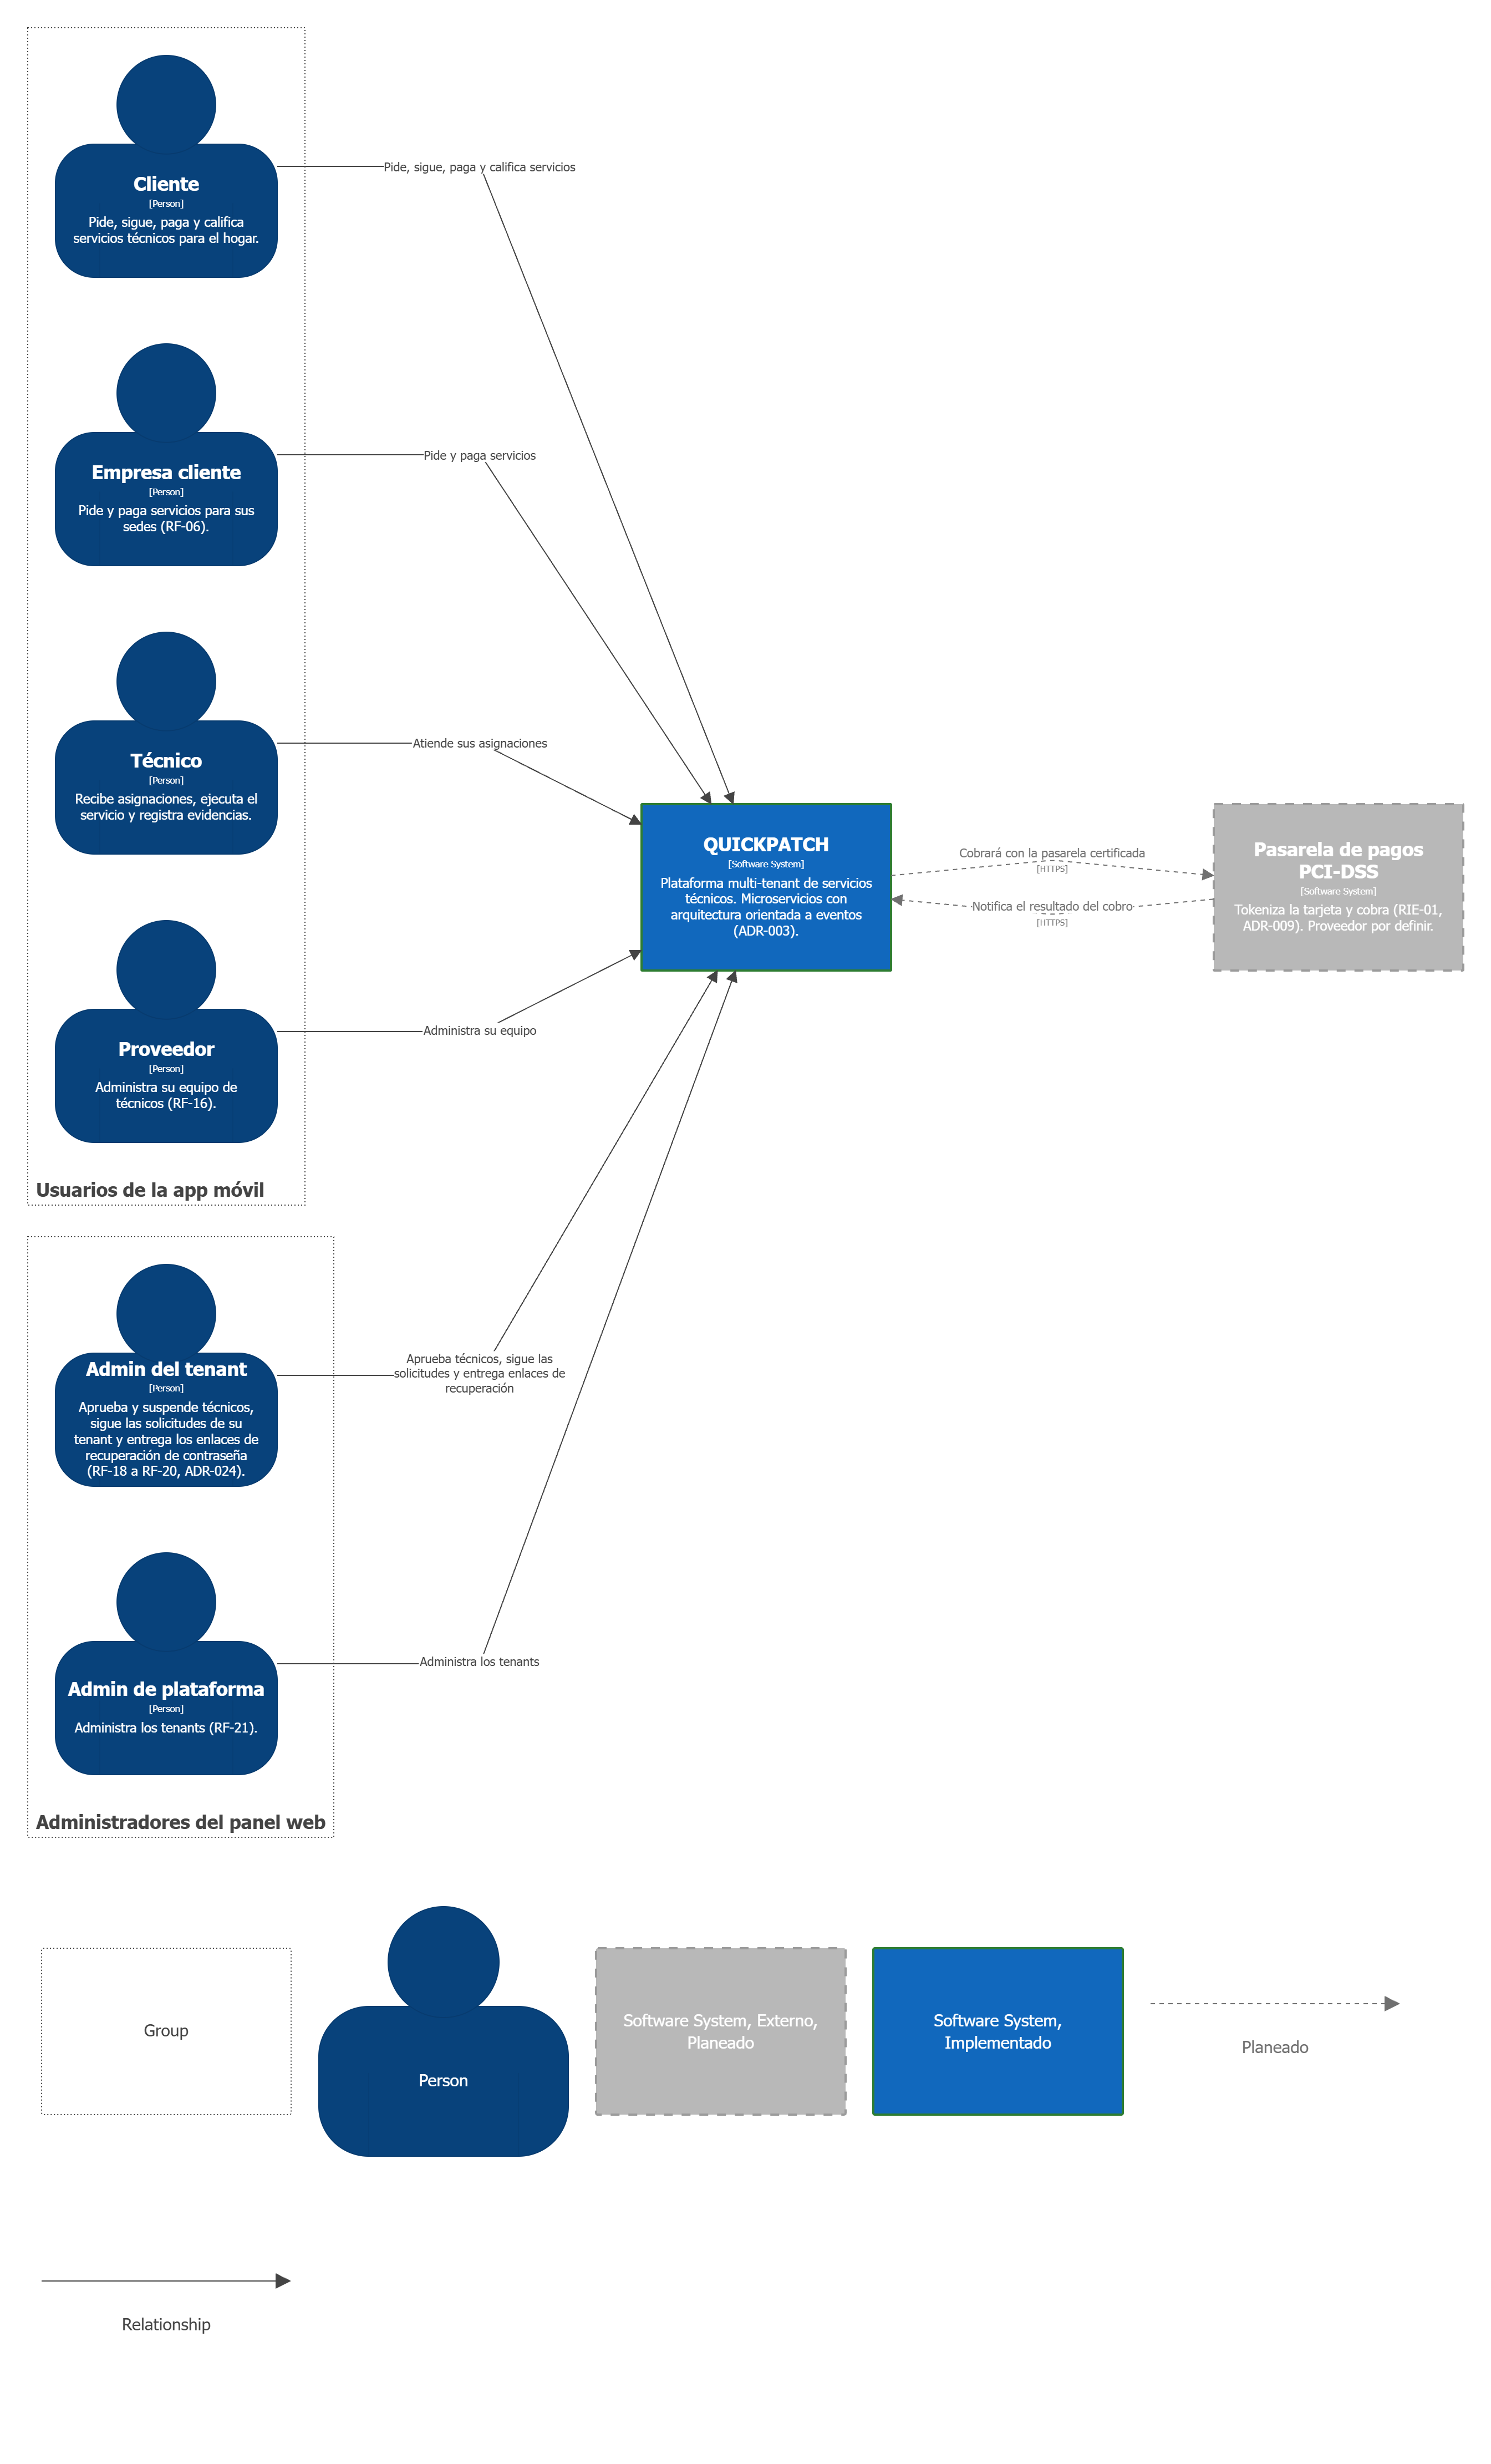 Cliente
[Person]
Pide, sigue, paga y califica
servicios técnicos para el hogar.
Pide, sigue, paga y califica servicios
Empresa cliente
[Person]
Pide y paga servicios para sus
sedes (RF-06).
Pide y paga servicios
Técnico
[Person]
Recibe asignaciones, ejecuta el
servicio y registra evidencias.
Atiende sus asignaciones
QUICKPATCH
[Software System]
Plataforma multi-tenant de servicios
técnicos. Microservicios con
arquitectura orientada a eventos
(ADR-003).
Cobrará con la pasarela certificada
[HTTPS]
Notifica el resultado del cobro
[HTTPS]
Pasarela de pagos
PCI-DSS
[Software System]
Tokeniza la tarjeta y cobra (RIE-01,
ADR-009). Proveedor por definir.
Proveedor
[Person]
Administra su equipo de
técnicos (RF-16).
Administra su equipo
Usuarios de la app móvil
Admin del tenant
[Person]
Aprueba y suspende técnicos,
sigue las solicitudes de su
tenant y entrega los enlaces de
recuperación de contraseña
(RF-18 a RF-20, ADR-024).
Aprueba técnicos, sigue las
solicitudes y entrega enlaces de
recuperación
Admin de plataforma
[Person]
Administra los tenants (RF-21).
Administra los tenants
Administradores del panel web
Group
Person
Software System, Externo,
Planeado
Software System,
Implementado
Planeado
Relationship